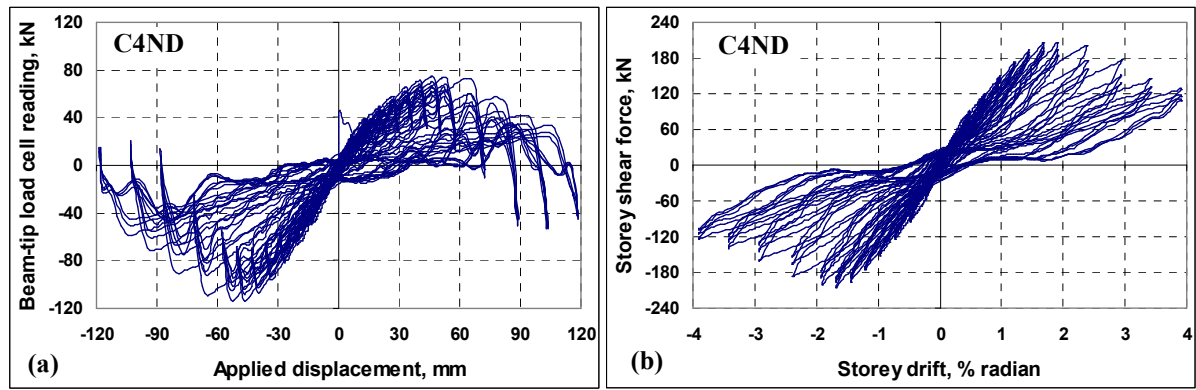 C4ND
Beam-tip load cell reading, kN
120
80
40
0
-40
-80
-120
-120 -90 -60 -30 0 30 60 90 120
Applied displacement, mm
(a)
C4ND
Storey shear force, kN
240
180
120
60
0
-60
-120
-180
-240
-4 -3 -2 -1 0 1 2 3 4
Storey drift, % radian
(b)